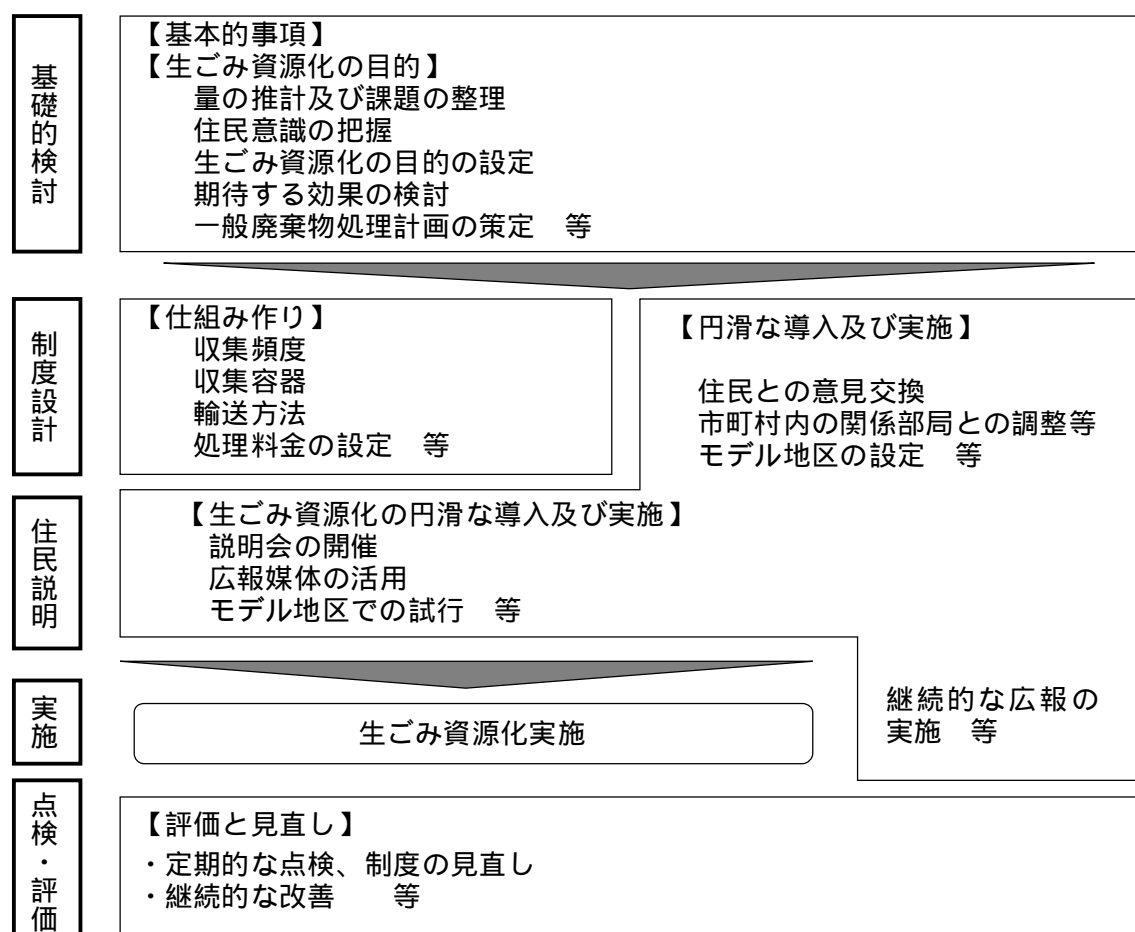 基礎的検討
【基本的事項】
【生ごみ資源化の目的】
量の推計及び課題の整理
住民意識の把握
生ごみ資源化の目的の設定
期待する効果の検討
一般廃棄物処理計画の策定　等
制度設計
【仕組み作り】
収集頻度
収集容器
輸送方法
処理料金の設定　等
【円滑な導入及び実施】
住民との意見交換
市町村内の関係部局との調整等
モデル地区の設定　等
住民説明
【生ごみ資源化の円滑な導入及び実施】
説明会の開催
広報媒体の活用
モデル地区での試行　等
実施
生ごみ資源化実施
継続的な広報の
実施　等
点検・評価
【評価と見直し】
・定期的な点検、制度の見直し
・継続的な改善　　等